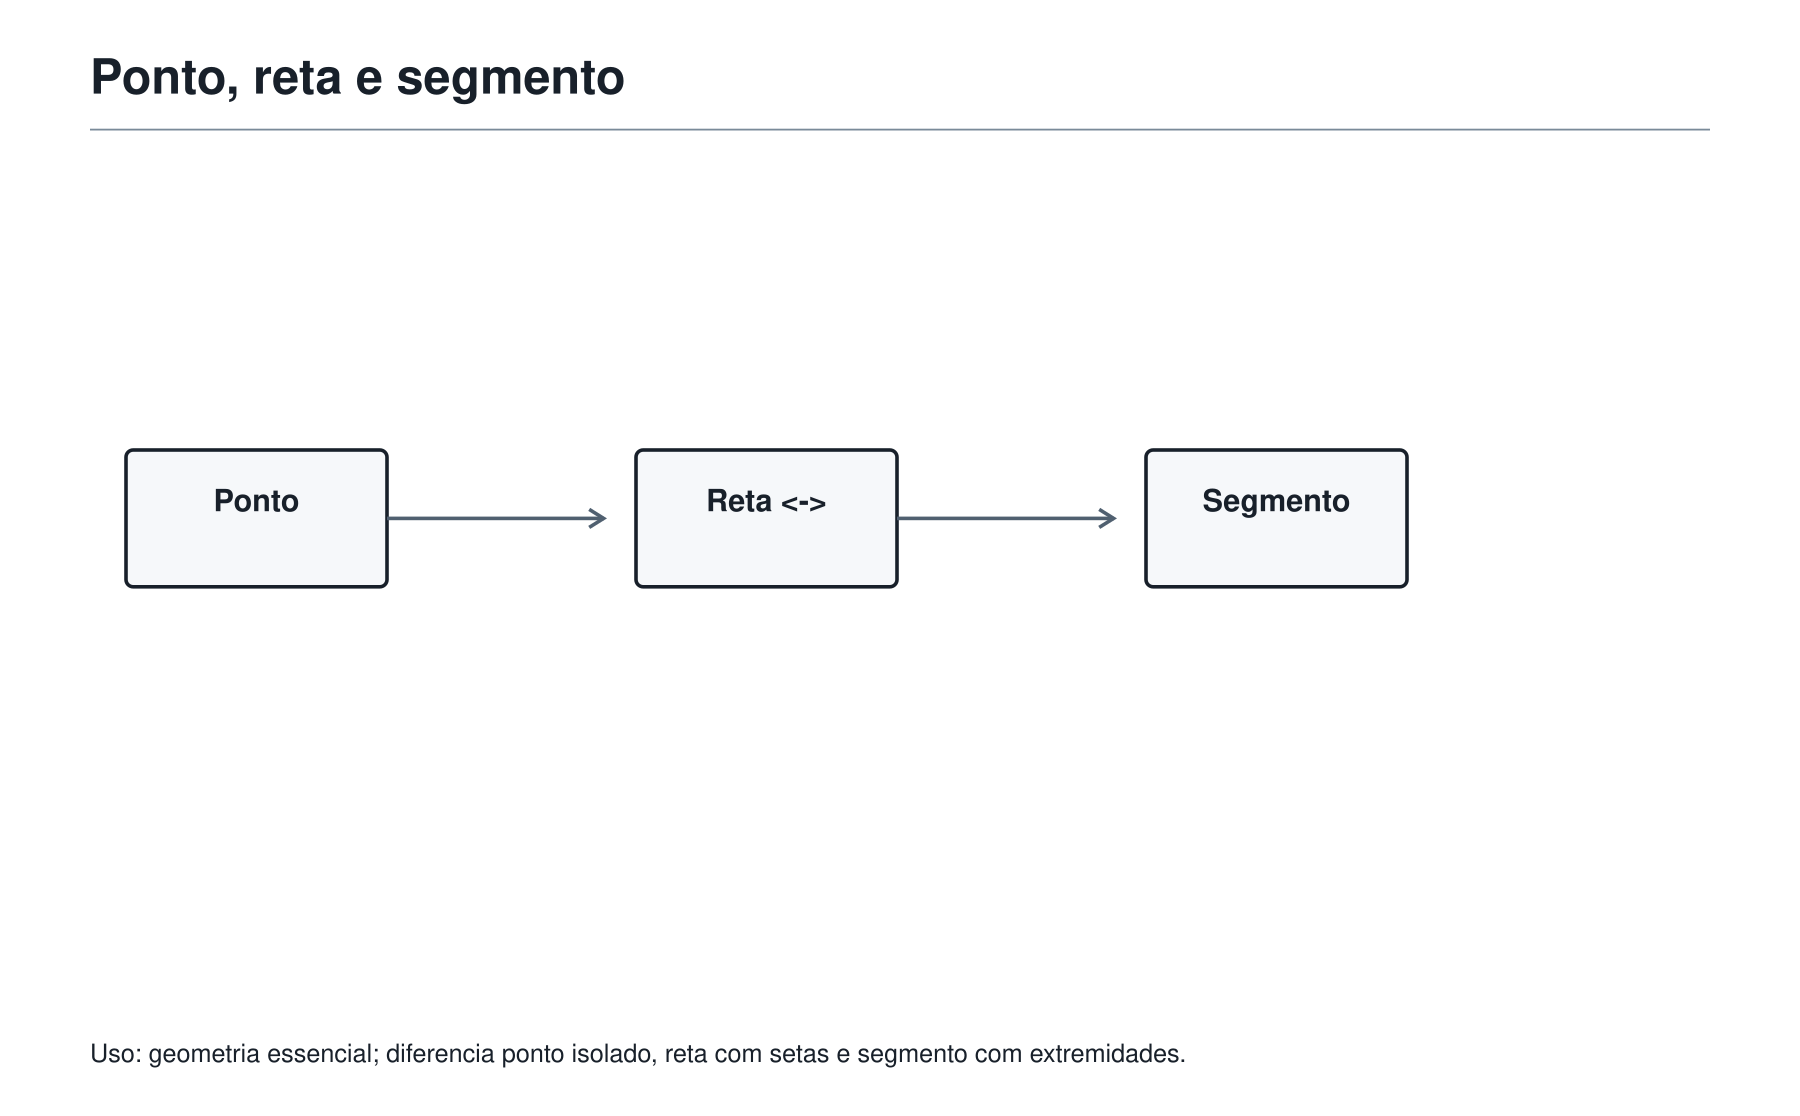 Ponto, reta e segmento
Ponto
Reta <->
Segmento
Uso: geometria essencial; diferencia ponto isolado, reta com setas e segmento com extremidades.